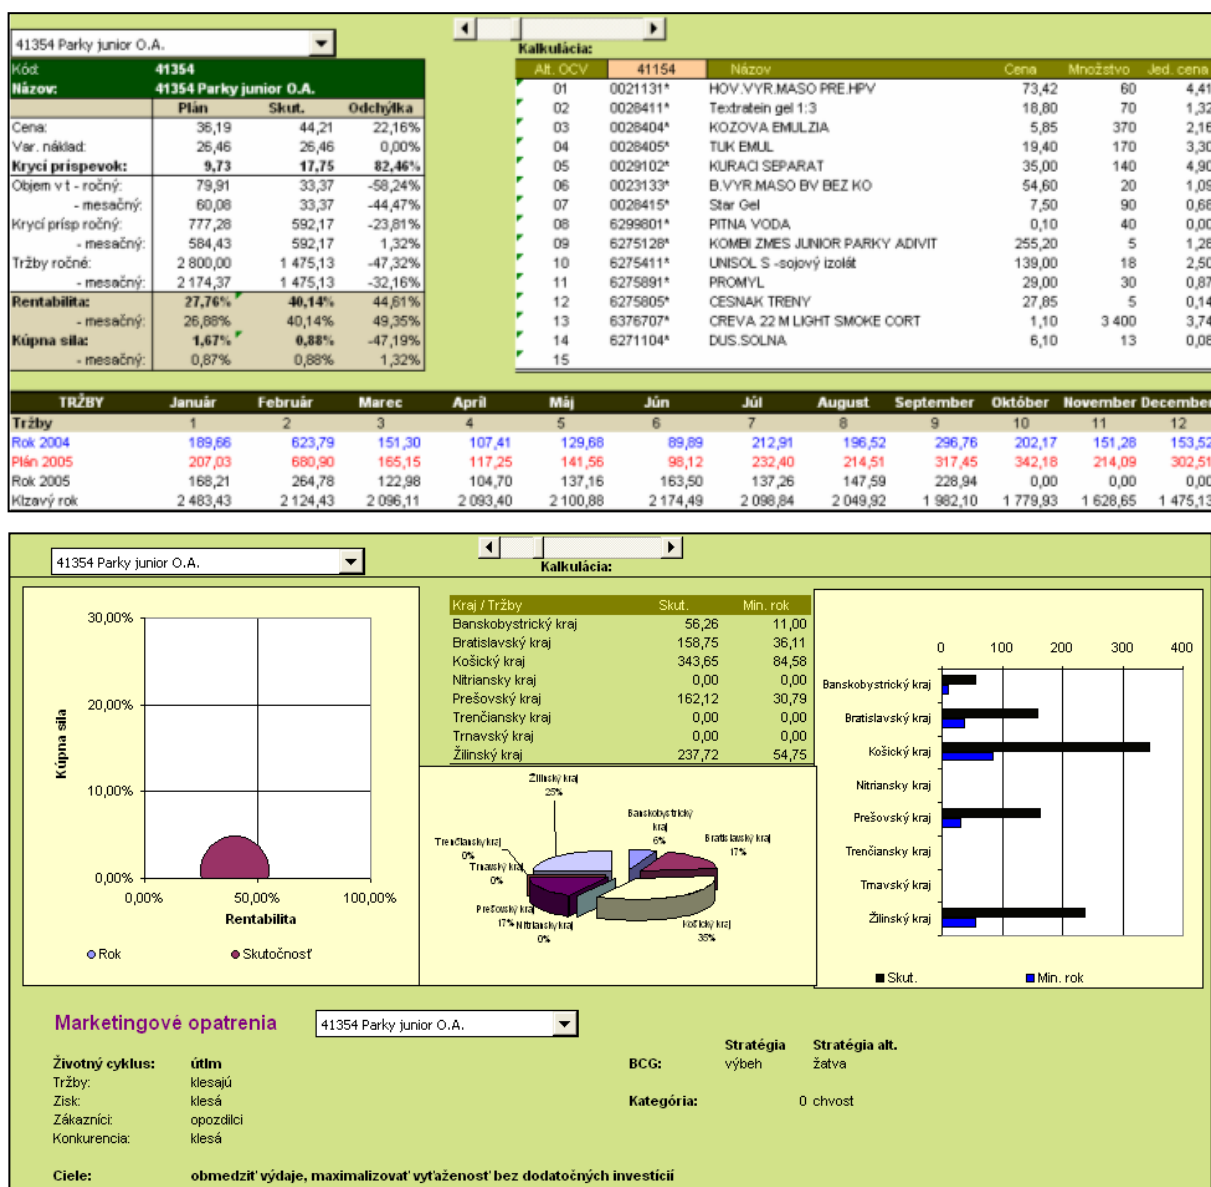 41354 Parky junior O.A.
Kalkulácia:
Kód: 41354
Názov: 41354 Parky junior O.A.
Plán Skut. Odchýlka
Cena: 36,19 44,21 22,16%
Var. náklad: 26,46 26,46 0,00%
Krycí príspevok: 9,73 17,75 82,46%
Objem v t - ročný: 79,91 33,37 -58,24%
- mesačný: 60,08 33,37 -44,47%
Krycí prísp ročný: 777,28 592,17 -23,81%
- mesačný: 584,43 592,17 1,32%
Tržby ročné: 2 800,00 1 475,13 -47,32%
- mesačný: 2 174,37 1 475,13 -32,16%
Rentabilita: 27,76% 40,14% 44,61%
- mesačný: 26,88% 40,14% 49,35%
Kúpna sila: 1,67% 0,88% -47,19%
- mesačný: 0,87% 0,88% 1,32%
Alt. OCV 41154 Názov Cena Množstvo Jed. cena
01 0021131* HOV.VYR.MASO PRE.HPV 73,42 60 4,41
02 0028411* Textratein gel 1:3 18,80 70 1,32
03 0028404* KOZOVA EMULZIA 5,85 370 2,16
04 0028405* TUK EMUL 19,40 170 3,30
05 0029102* KURACI SEPARAT 35,00 140 4,90
06 0023133* B.VYR.MASO BV BEZ KO 54,60 20 1,09
07 0028415* Star Gel 7,50 90 0,68
08 6299801* PITNA VODA 0,10 40 0,00
09 6275128* KOMBI ZMES JUNIOR PARKY ADIVIT 255,20 5 1,28
10 6275411* UNISOL S -sojový izolát 139,00 18 2,50
11 6275891* PROMYL 29,00 30 0,87
12 6275805* CESNAK TRENY 27,85 5 0,14
13 6376707* CREVA 22 M LIGHT SMOKE CORT 1,10 3 400 3,74
14 6271104* DUS.SOLNA 6,10 13 0,08
15
TRŽBY Január Február Marec Apríl Máj Jún Júl August September Október November December
Tržby 1 2 3 4 5 6 7 8 9 10 11 12
Rok 2004 189,66 623,79 151,30 107,41 129,68 89,89 212,91 196,52 296,76 202,17 151,28 153,52
Plán 2005 207,03 680,90 165,15 117,25 141,56 98,12 232,40 214,51 317,45 342,18 214,09 302,51
Rok 2005 168,21 264,78 122,98 104,70 137,16 163,50 137,26 147,59 228,94 0,00 0,00 0,00
Klzavý rok 2 483,43 2 124,43 2 096,11 2 093,40 2 100,88 2 174,49 2 098,84 2 049,92 1 982,10 1 779,93 1 628,65 1 475,13
41354 Parky junior O.A.
Kalkulácia:
30,00%
20,00%
10,00%
0,00%
0,00% 50,00% 100,00%
Kúpna sila
Rentabilita
Rok Skutočnosť
Kraj / Tržby Skut. Min. rok
Banskobystrický kraj 56,26 11,00
Bratislavský kraj 158,75 36,11
Košický kraj 343,65 84,58
Nitriansky kraj 0,00 0,00
Prešovský kraj 162,12 30,79
Trenčiansky kraj 0,00 0,00
Trnavský kraj 0,00 0,00
Žilinský kraj 237,72 54,75
Žilinský kraj
25%
Banskobystrický
kraj
6%
Bratislavský kraj
17%
Trenčiansky kraj
0%
Trnavský kraj
0%
Prešovský kraj
17%
Nitriansky kraj
0%
Košický kraj
35%
0 100 200 300 400
Banskobystrický kraj
Bratislavský kraj
Košický kraj
Nitriansky kraj
Prešovský kraj
Trenčiansky kraj
Trnavský kraj
Žilinský kraj
Skut. Min. rok
Marketingové opatrenia 41354 Parky junior O.A.
Stratégia Stratégia alt.
Životný cyklus: útlm BCG: výbeh žatva
Tržby: klesajú
Zisk: klesá Kategória: 0 chvost
Zákazníci: opozdilci
Konkurencia: klesá
Ciele: obmedziť výdaje, maximalizovať vyťaženosť bez dodatočných investícií